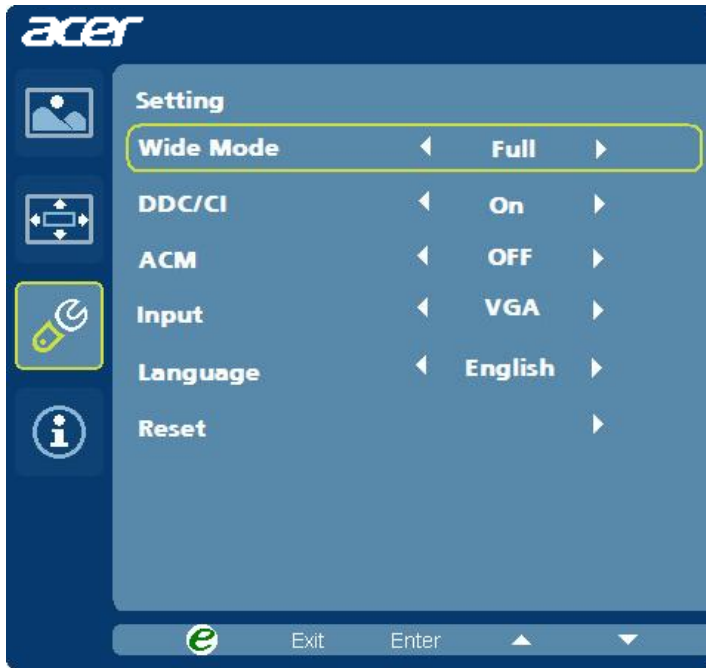 acer
Setting
Wide Mode Full
DDC/CI On
ACM OFF
Input VGA
Language English
Reset
e Exit Enter